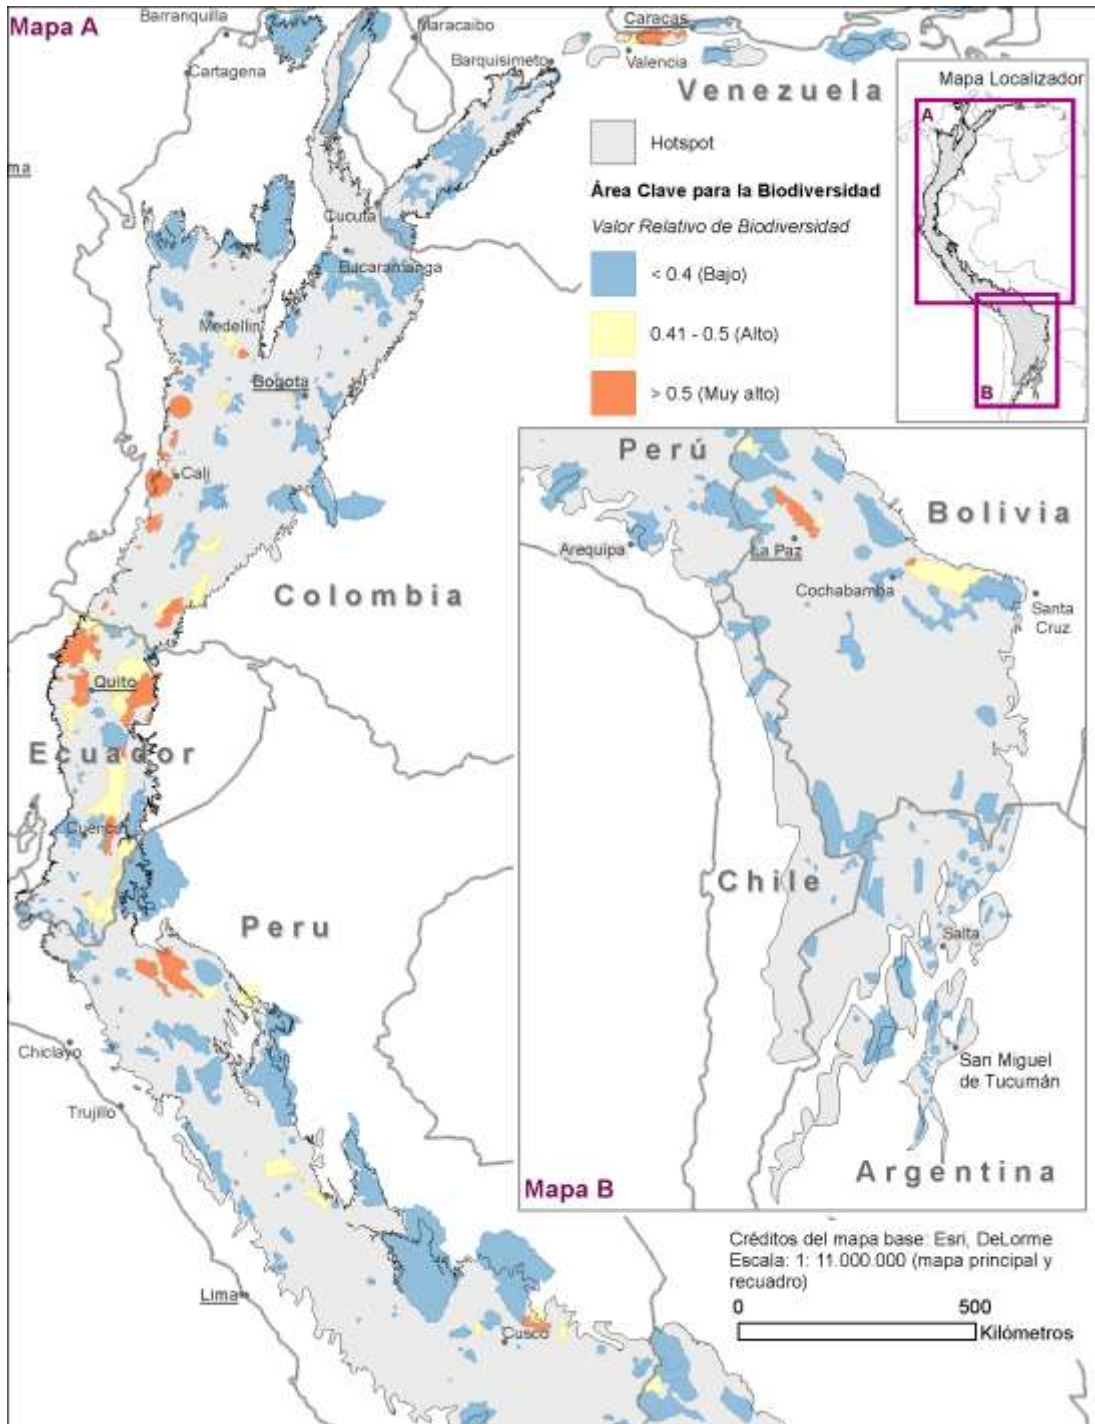 Mapa A
Barranquilla
Maracaibo
Caracas
Cartagena
Barquisimeto
Valencia
Venezuela
Mapa Localizador
A
B
Hotspot
Área Clave para la Biodiversidad
Valor Relativo de Biodiversidad
< 0.4 (Bajo)
0.41 - 0.5 (Alto)
> 0.5 (Muy alto)
ma
Cucuta
Bucaramanga
Medellin
Bogota
Cali
Colombia
Quito
Ecuador
Cuenca
Peru
Chiclayo
Trujillo
Lima
Cusco
Perú
Bolivia
Arequipa
La Paz
Cochabamba
Santa
Cruz
Chile
Salta
San Miguel
de Tucumán
Argentina
Mapa B
Créditos del mapa base: Esri, DeLorme
Escala: 1: 11.000.000 (mapa principal y
recuadro)
0 500
Kilómetros